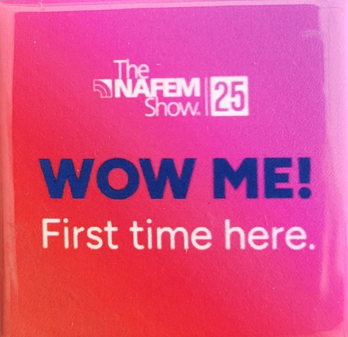 The
NAFEM
Show.
25
WOW ME!
First time here.